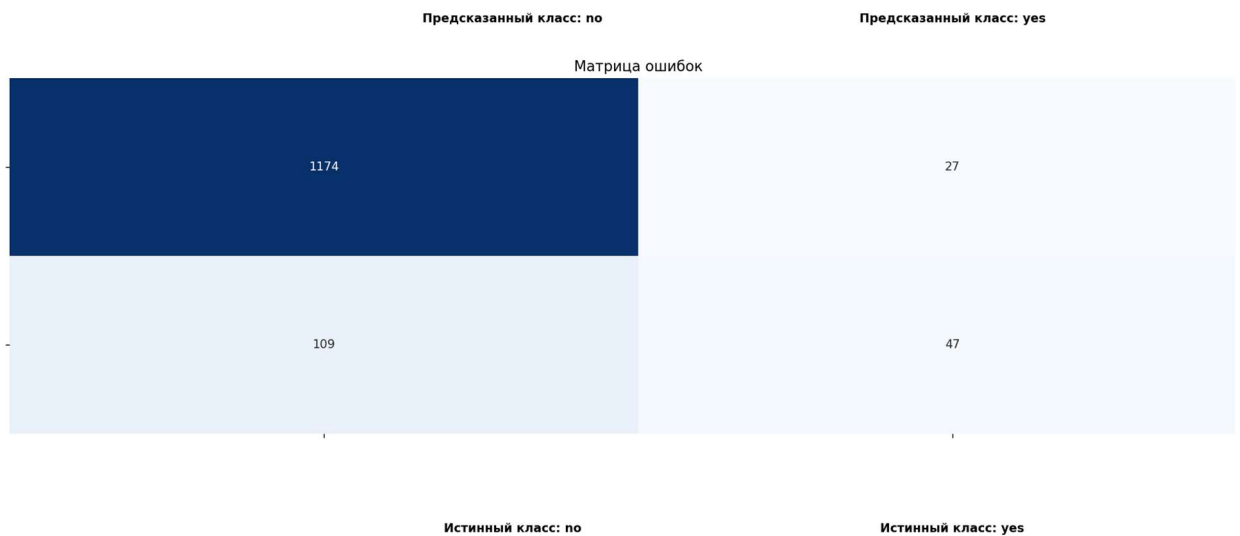 Предсказанный класс: no Предсказанный класс: yes
Матрица ошибок
1174 27
109 47
Истинный класс: no Истинный класс: yes